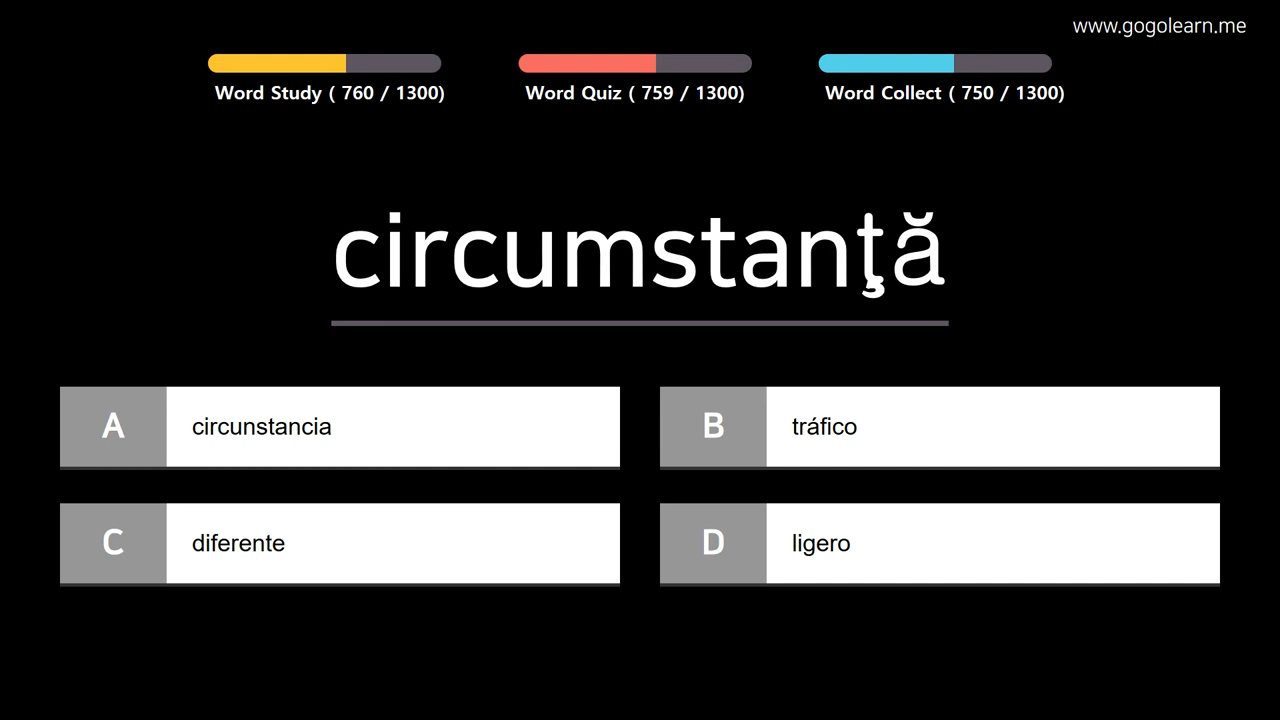 www.gogolearn.me
Word Study ( 760 / 1300)
Word Quiz ( 759 / 1300)
Word Collect ( 750 / 1300)
circumstanţă
A circunstancia
B tráfico
C diferente
D ligero